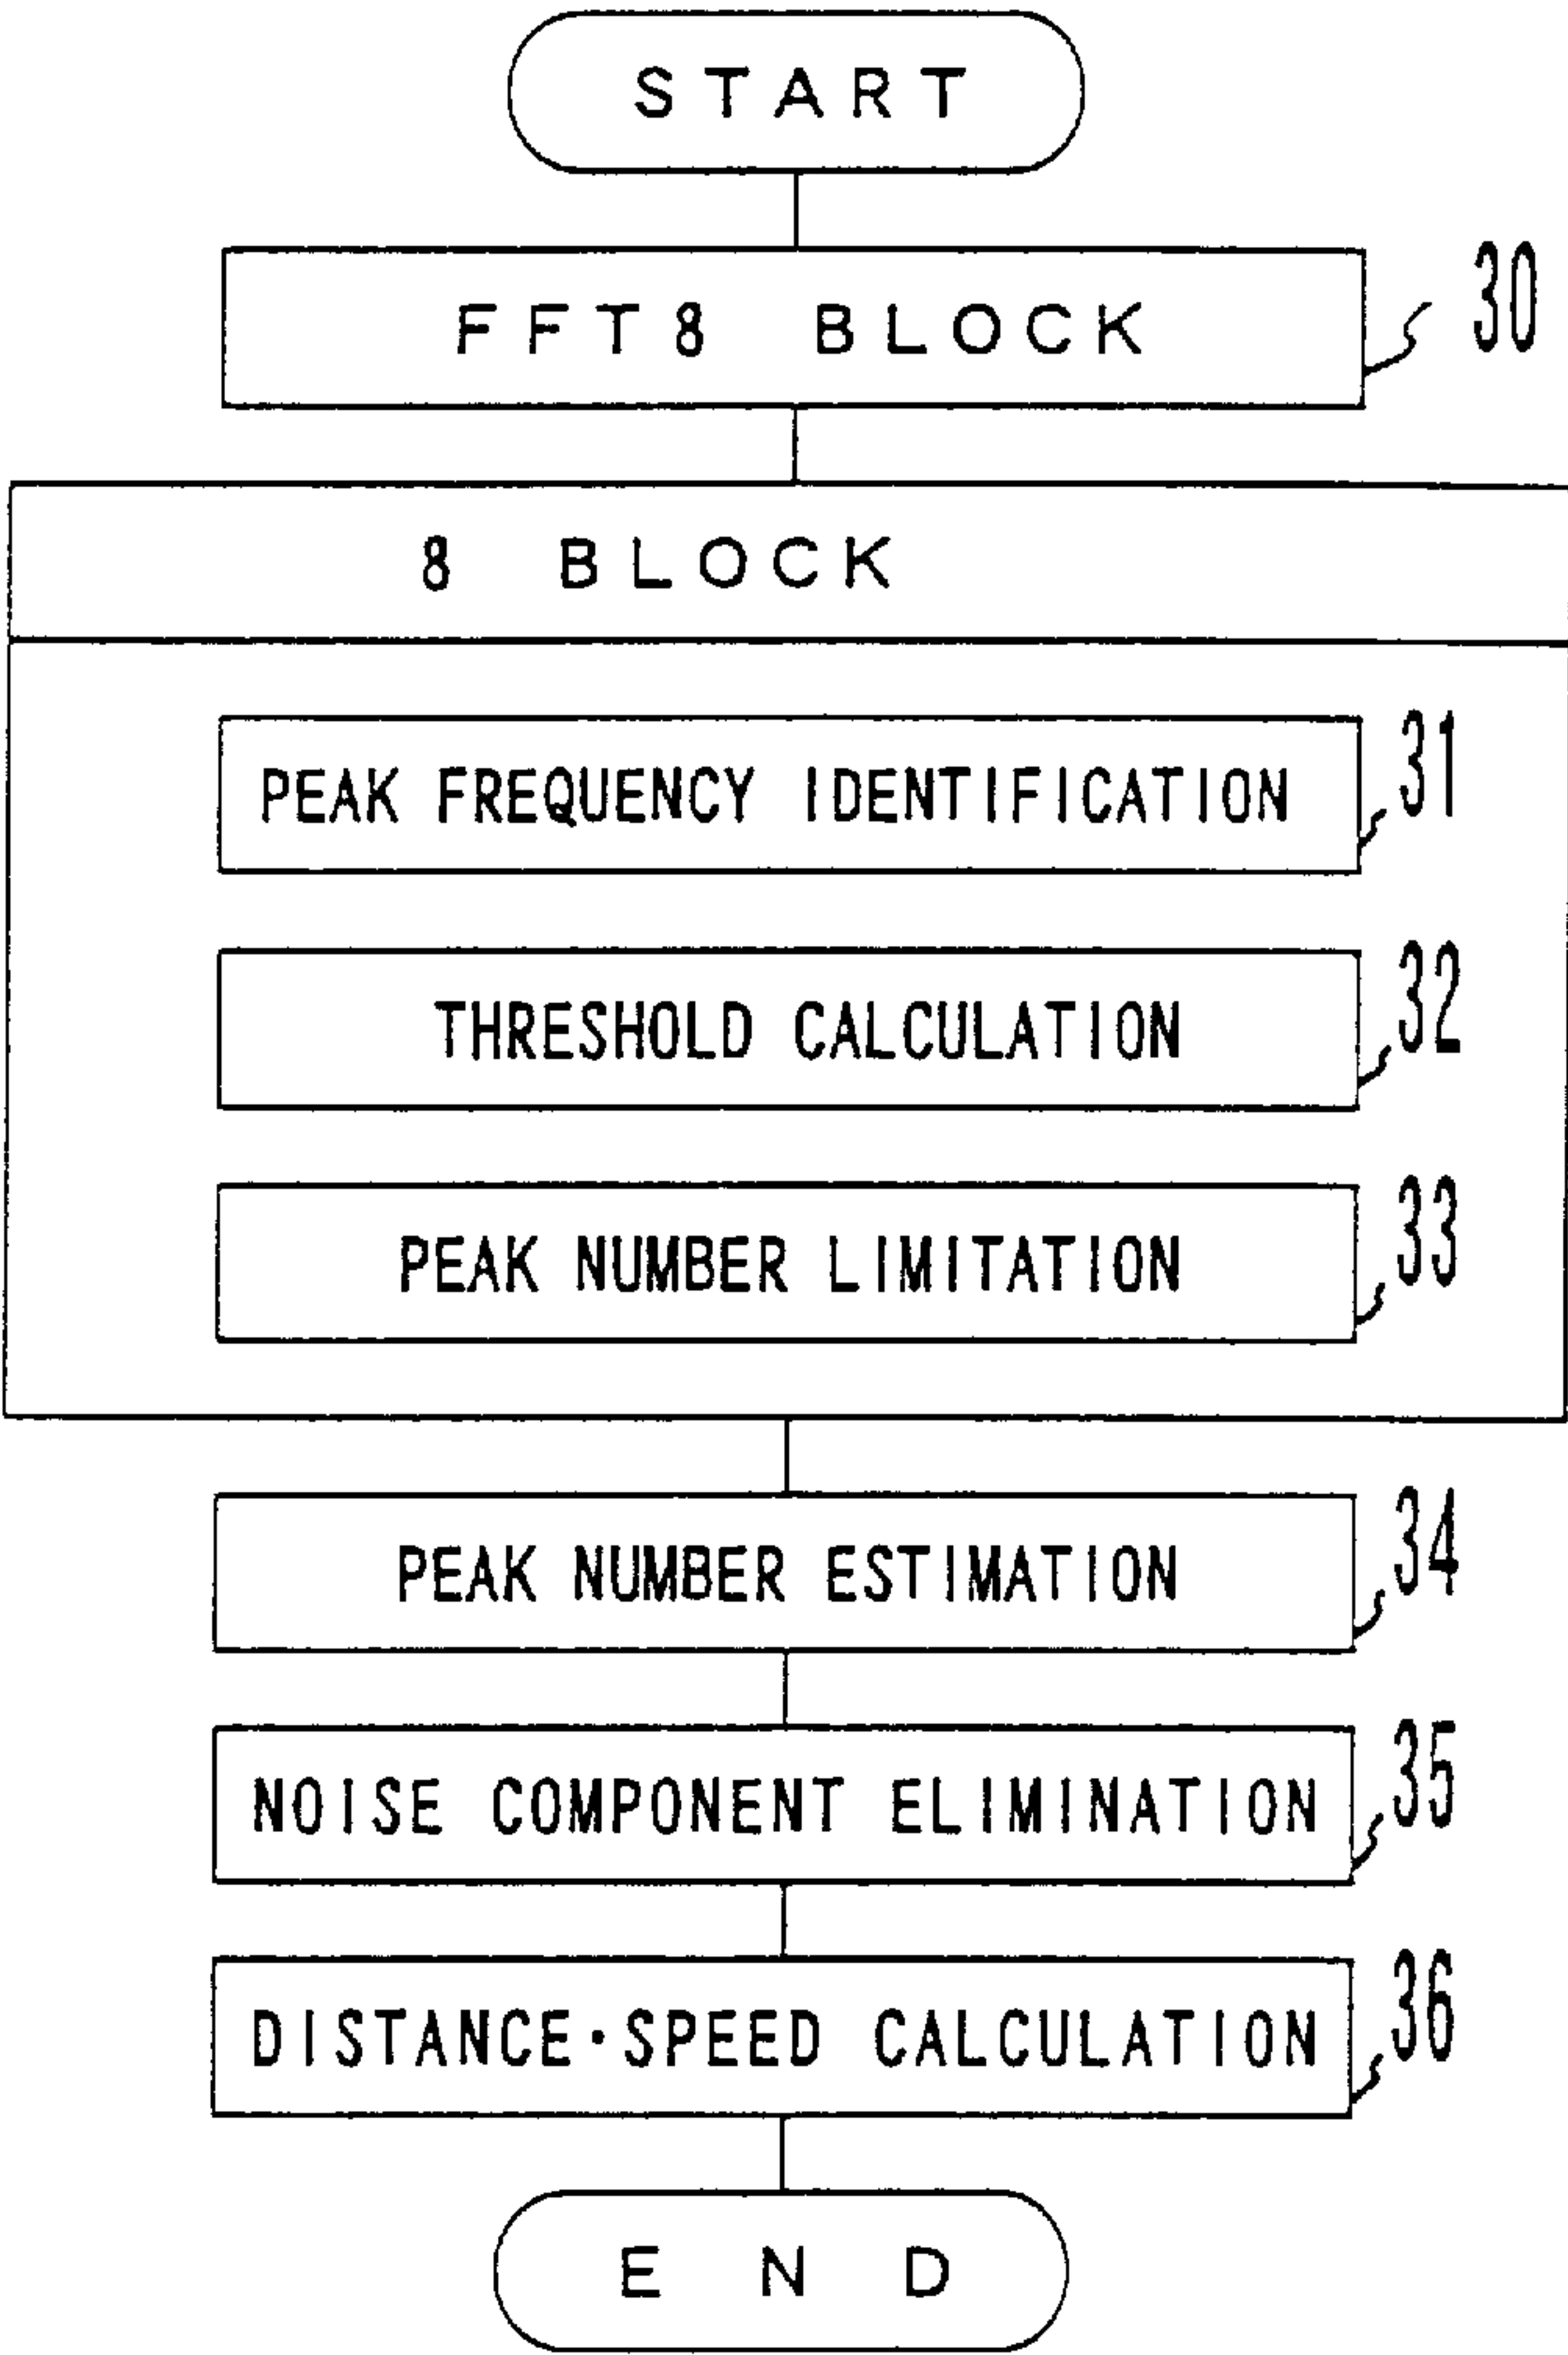 START
FFT8 BLOCK
30
8 BLOCK
PEAK FREQUENCY IDENTIFICATION
31
THRESHOLD CALCULATION
32
PEAK NUMBER LIMITATION
33
PEAK NUMBER ESTIMATION
34
NOISE COMPONENT ELIMINATION
35
DISTANCE·SPEED CALCULATION
36
END